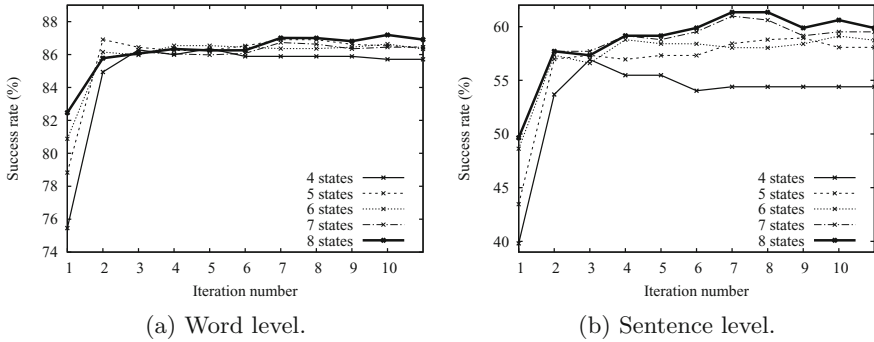 88
86
84
82
80
78
76
74
Success rate (%)
4 states
5 states
6 states
7 states
8 states
1 2 3 4 5 6 7 8 9 10
Iteration number
(a) Word level.
60
55
50
45
40
Success rate (%)
4 states
5 states
6 states
7 states
8 states
1 2 3 4 5 6 7 8 9 10
Iteration number
(b) Sentence level.